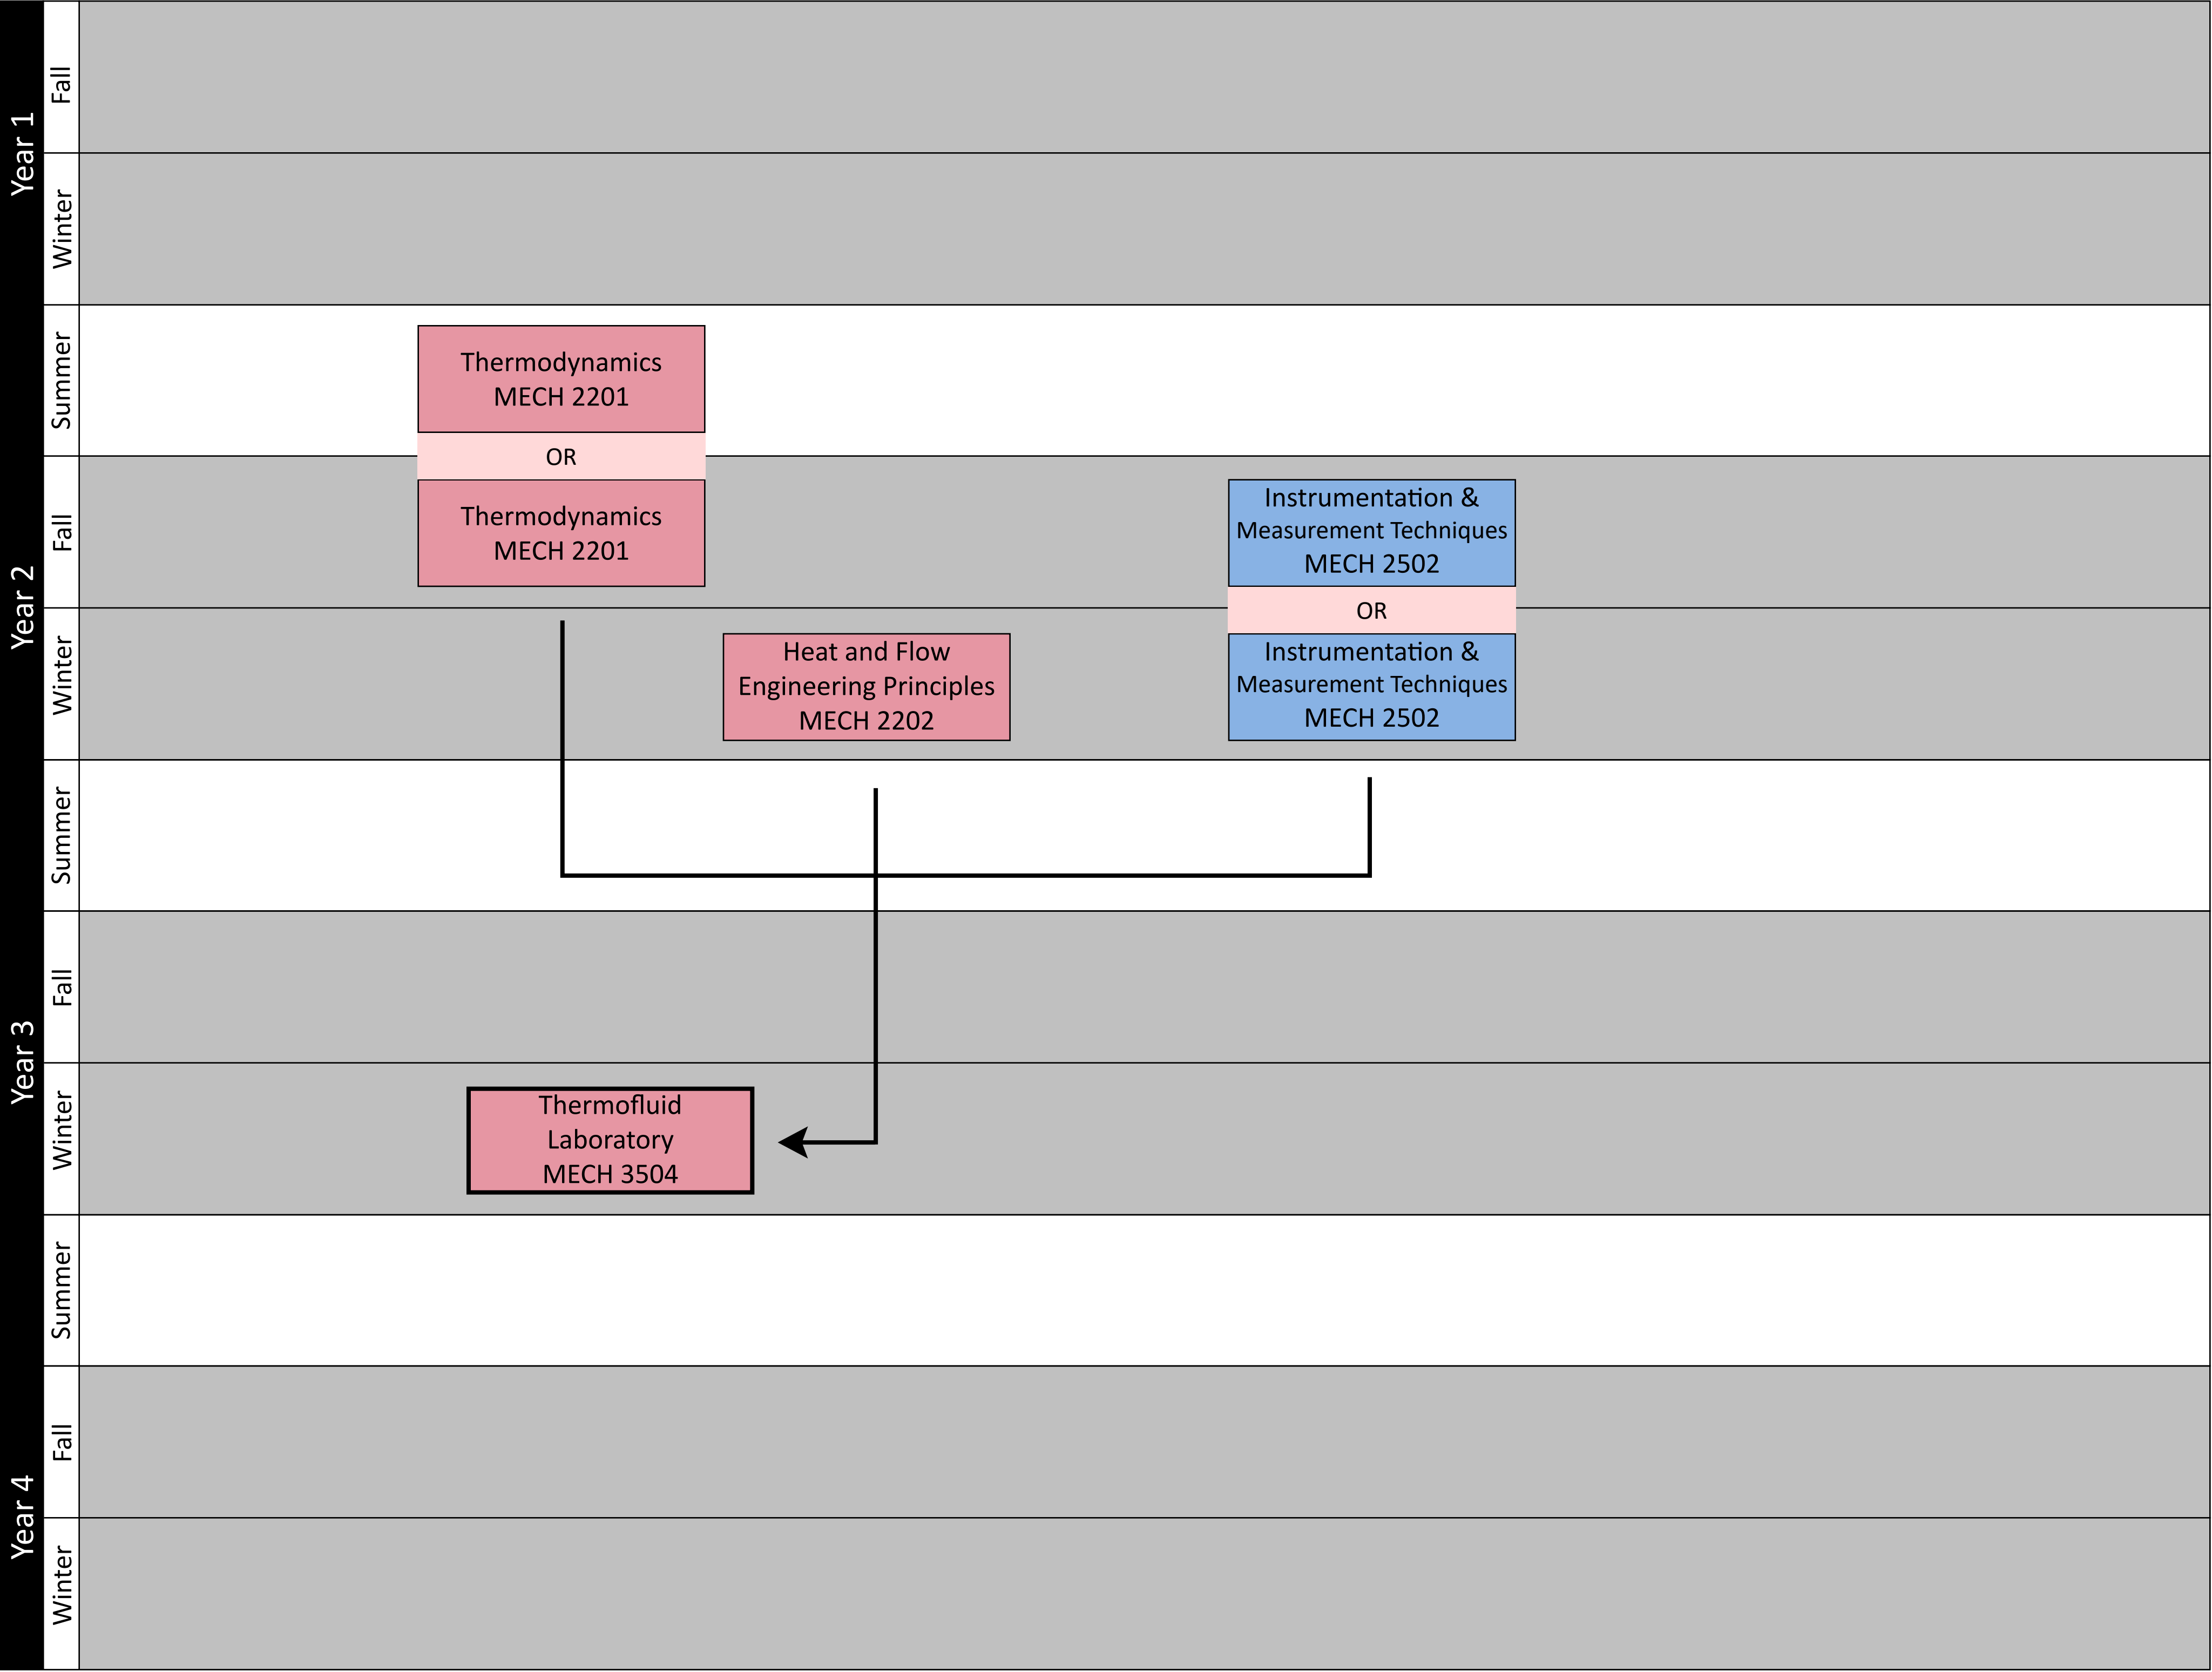 Year 1
Fall
Winter
Summer
Thermodynamics
MECH 2201
OR
Year 2
Fall
Thermodynamics
MECH 2201
Instrumentation &
Measurement Techniques
MECH 2502
OR
Winter
Heat and Flow
Engineering Principles
MECH 2202
Instrumentation &
Measurement Techniques
MECH 2502
Summer
Year 3
Fall
Winter
Thermofluid
Laboratory
MECH 3504
Summer
Year 4
Fall
Winter